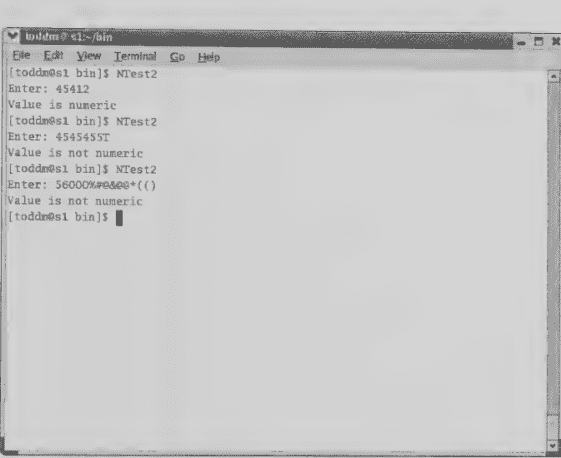 toddm@s1:~/bin
File Edit View Terminal Go Help
[toddm@s1 bin]$ NTest2
Enter: 45412
Value is numeric
[toddm@s1 bin]$ NTest2
Enter: 4545455T
Value is not numeric
[toddm@s1 bin]$ NTest2
Enter: 56000%#@&@@*(()
Value is not numeric
[toddm@s1 bin]$